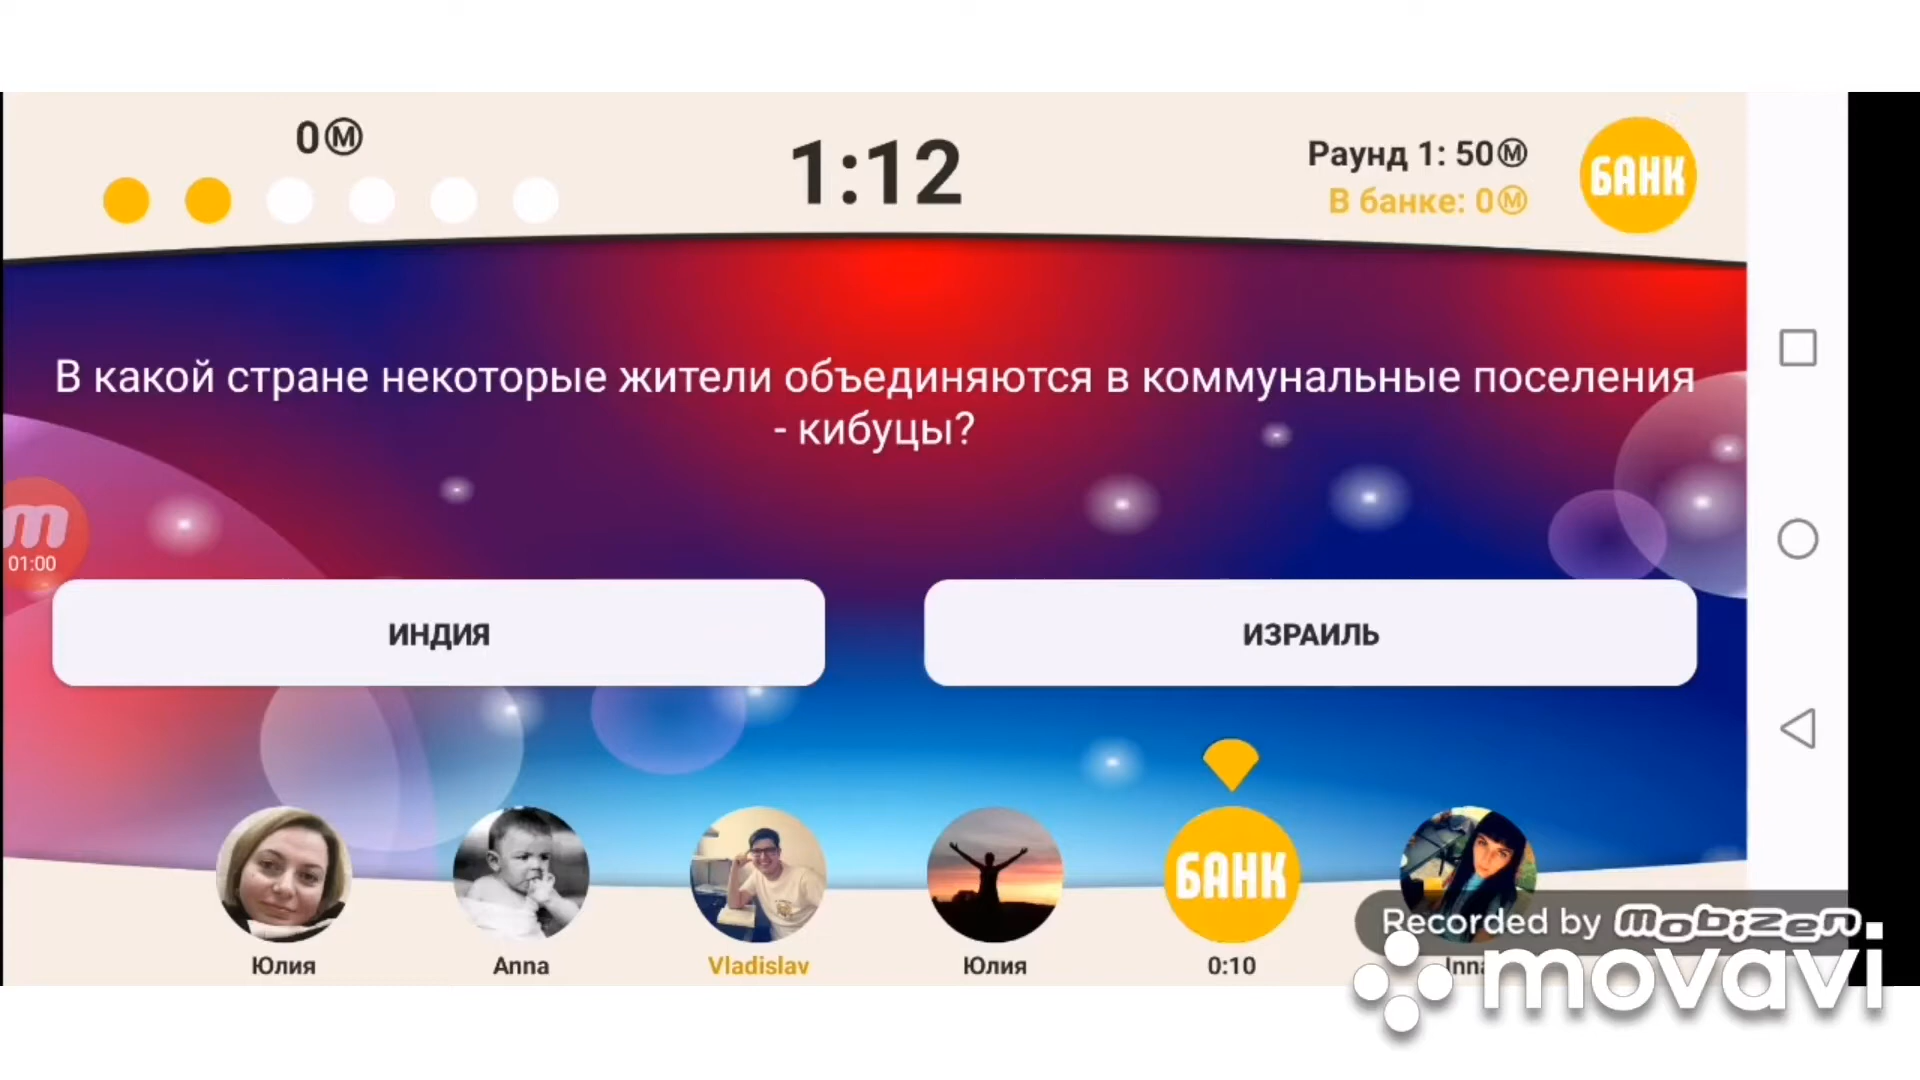 0Ⓜ
1:12
Раунд 1: 50Ⓜ
В банке: 0Ⓜ
БАНК
В какой стране некоторые жители объединяются в коммунальные поселения
- кибуцы?
m
01:00
ИНДИЯ
ИЗРАИЛЬ
БАНК
Юлия
Anna
Vladislav
Юлия
0:10
Recorded by mobizen
movavi